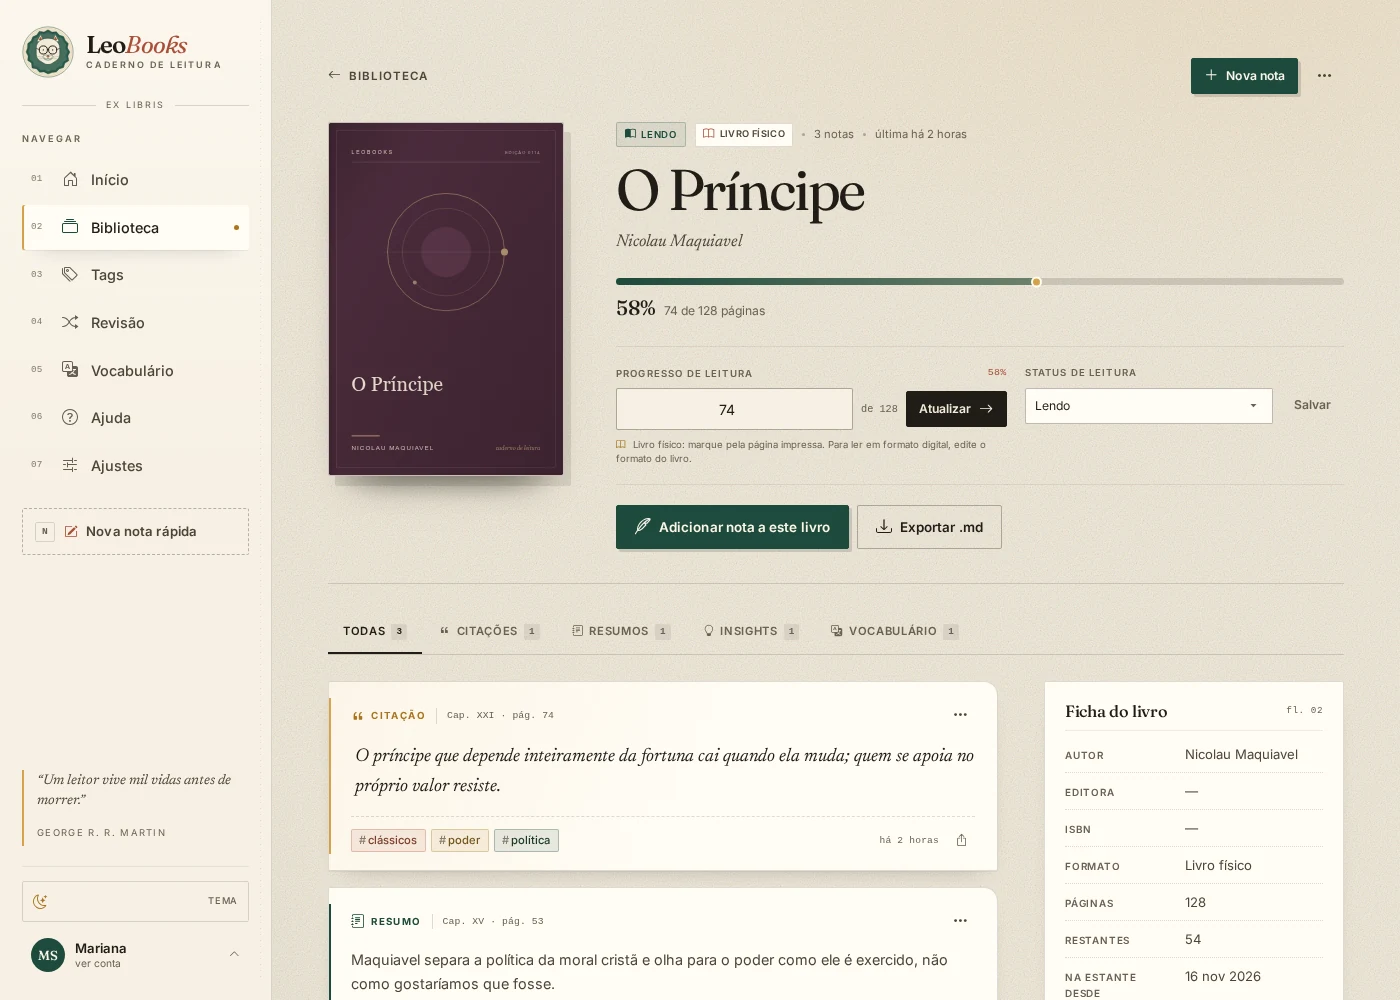 LeoBooks
CADERNO DE LEITURA
EX LIBRIS
NAVEGAR
01 Início
02 Biblioteca
03 Tags
04 Revisão
05 Vocabulário
06 Ajuda
07 Ajustes
N Nova nota rápida
“Um leitor vive mil vidas antes de
morrer.”
GEORGE R. R. MARTIN
TEMA
MS
Mariana
ver conta
BIBLIOTECA
Nova nota
LEOBOOKS
O Príncipe
NICOLAU MAQUIAVEL
caderno de leitura
LENDO
LIVRO FÍSICO
3 notas
última há 2 horas
O Príncipe
Nicolau Maquiavel
58% 74 de 128 páginas
PROGRESSO DE LEITURA 58%
74 de 128 Atualizar
Livro físico: marque pela página impressa. Para ler em formato digital, edite o
formato do livro.
STATUS DE LEITURA
Lendo
Salvar
Adicionar nota a este livro
Exportar .md
TODAS 3
CITAÇÕES 1
RESUMOS 1
INSIGHTS 1
VOCABULÁRIO 1
CITAÇÃO Cap. XXI · pág. 74
O príncipe que depende inteiramente da fortuna cai quando ela muda; quem se apoia no
próprio valor resiste.
#clássicos #poder #política há 2 horas
RESUMO Cap. XV · pág. 53
Maquiavel separa a política da moral cristã e olha para o poder como ele é exercido, não
como gostaríamos que fosse.
Ficha do livro fl. 02
AUTOR Nicolau Maquiavel
EDITORA —
ISBN —
FORMATO Livro físico
PÁGINAS 128
RESTANTES 54
NA ESTANTE 16 nov 2026
DESDE